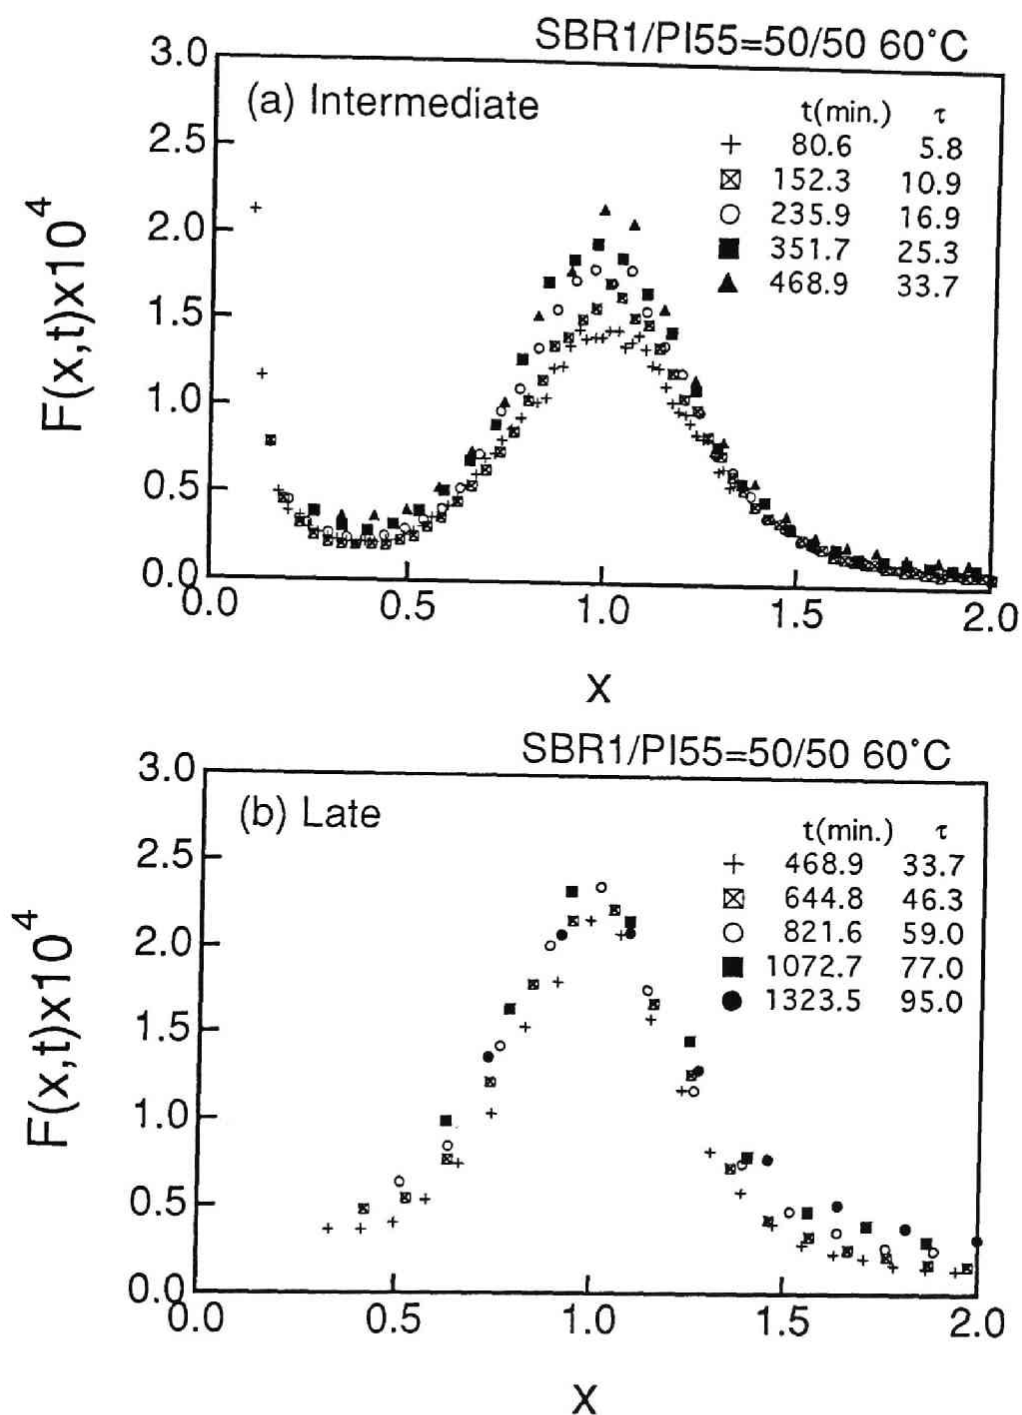 SBR1/PI55=50/50 60°C
(a) Intermediate
t(min.) τ
80.6 5.8
152.3 10.9
235.9 16.9
351.7 25.3
468.9 33.7
3.0
2.5
2.0
1.5
1.0
0.5
0.0
F(x,t)x10^4
0.0 0.5 1.0 1.5 2.0
X
SBR1/PI55=50/50 60°C
(b) Late
t(min.) τ
468.9 33.7
644.8 46.3
821.6 59.0
1072.7 77.0
1323.5 95.0
3.0
2.5
2.0
1.5
1.0
0.5
0.0
F(x,t)x10^4
0.0 0.5 1.0 1.5 2.0
X